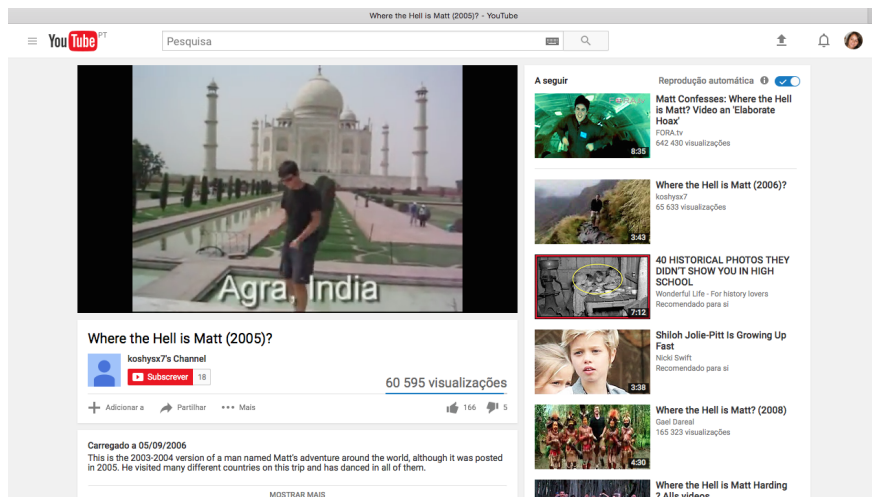 Where the Hell is Matt (2005)? - YouTube
YouTube PT
Pesquisa
Agra, India
Where the Hell is Matt (2005)?
koshysx7's Channel
Subscrever 18
60 595 visualizações
Adicionar a Partilhar Mais
166 5
Carregado a 05/09/2006
This is the 2003-2004 version of a man named Matt's adventure around the world, although it was posted
in 2005. He visited many different countries on this trip and has danced in all of them.
MOSTRAR MAIS
A seguir
Reprodução automática
Matt Confesses: Where the Hell
is Matt? Video an 'Elaborate
Hoax'
FORA.tv
642 430 visualizações
8:35
Where the Hell is Matt (2006)?
koshysx7
65 633 visualizações
3:43
40 HISTORICAL PHOTOS THEY
DIDN'T SHOW YOU IN HIGH
SCHOOL
Wonderful Life - For history lovers
Recomendado para si
7:12
Shiloh Jolie-Pitt Is Growing Up
Fast
Nicki Swift
Recomendado para si
3:38
Where the Hell is Matt? (2008)
Gael Dareal
165 323 visualizações
4:30
Where the Hell is Matt Harding
? Alls videos